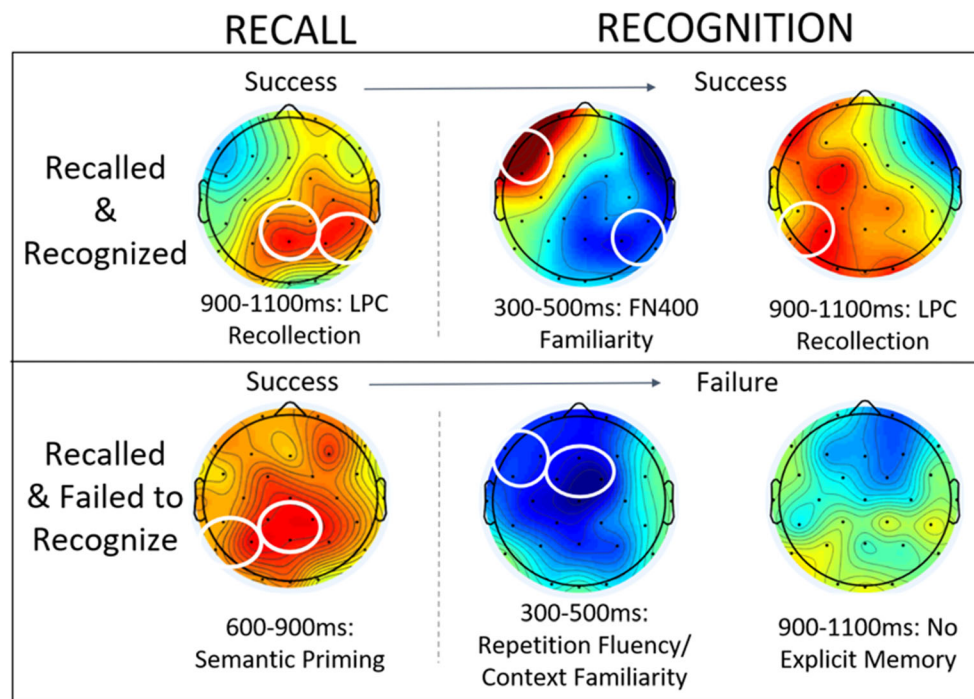 RECALL
RECOGNITION
Success
Success
Recalled
&
Recognized
900-1100ms: LPC
Recollection
300-500ms: FN400
Familiarity
900-1100ms: LPC
Recollection
Success
Failure
Recalled
& Failed to
Recognize
600-900ms:
Semantic Priming
300-500ms:
Repetition Fluency/
Context Familiarity
900-1100ms: No
Explicit Memory